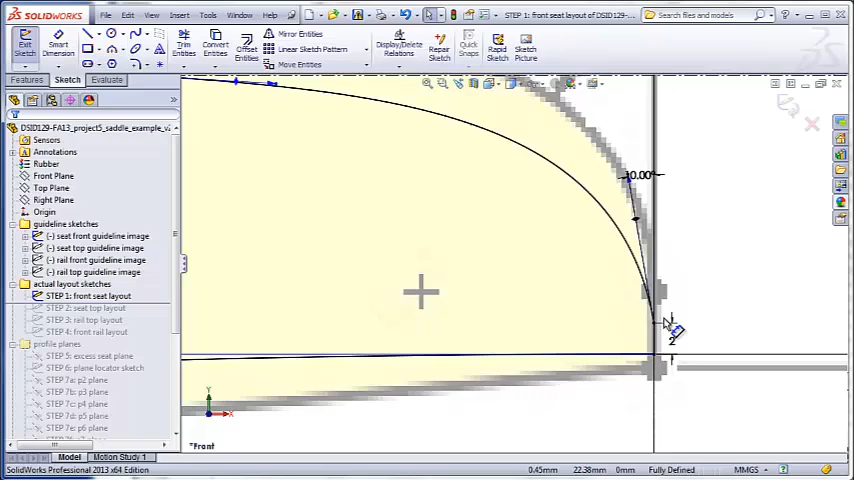 SOLIDWORKS
File Edit View Insert Tools Window Help
STEP 1: front seat layout of DSID129-...
Search files and models
Exit Sketch
Smart Dimension
Trim Entities
Convert Entities
Offset Entities
Mirror Entities
Linear Sketch Pattern
Move Entities
Display/Delete Relations
Repair Sketch
Quick Snaps
Rapid Sketch
Sketch Picture
Features Sketch Evaluate
DSID129-FA13_project5_saddle_example_v
Sensors
Annotations
Rubber
Front Plane
Top Plane
Right Plane
Origin
guideline sketches
(-) seat front guideline image
(-) seat top guideline image
(-) rail front guideline image
(-) rail top guideline image
actual layout sketches
STEP 1: front seat layout
STEP 2: seat top layout
STEP 3: rail top layout
STEP 4: front rail layout
profile planes
STEP 5: excess seat plane
STEP 6: plane locator sketch
STEP 7a: p2 plane
STEP 7b: p3 plane
STEP 7c: p4 plane
STEP 7d: p5 plane
STEP 7e: p6 plane
10.00°
2
Y
X
*Front
Model Motion Study 1
SolidWorks Professional 2013 x64 Edition
0.45mm 22.38mm 0mm Fully Defined MMGS